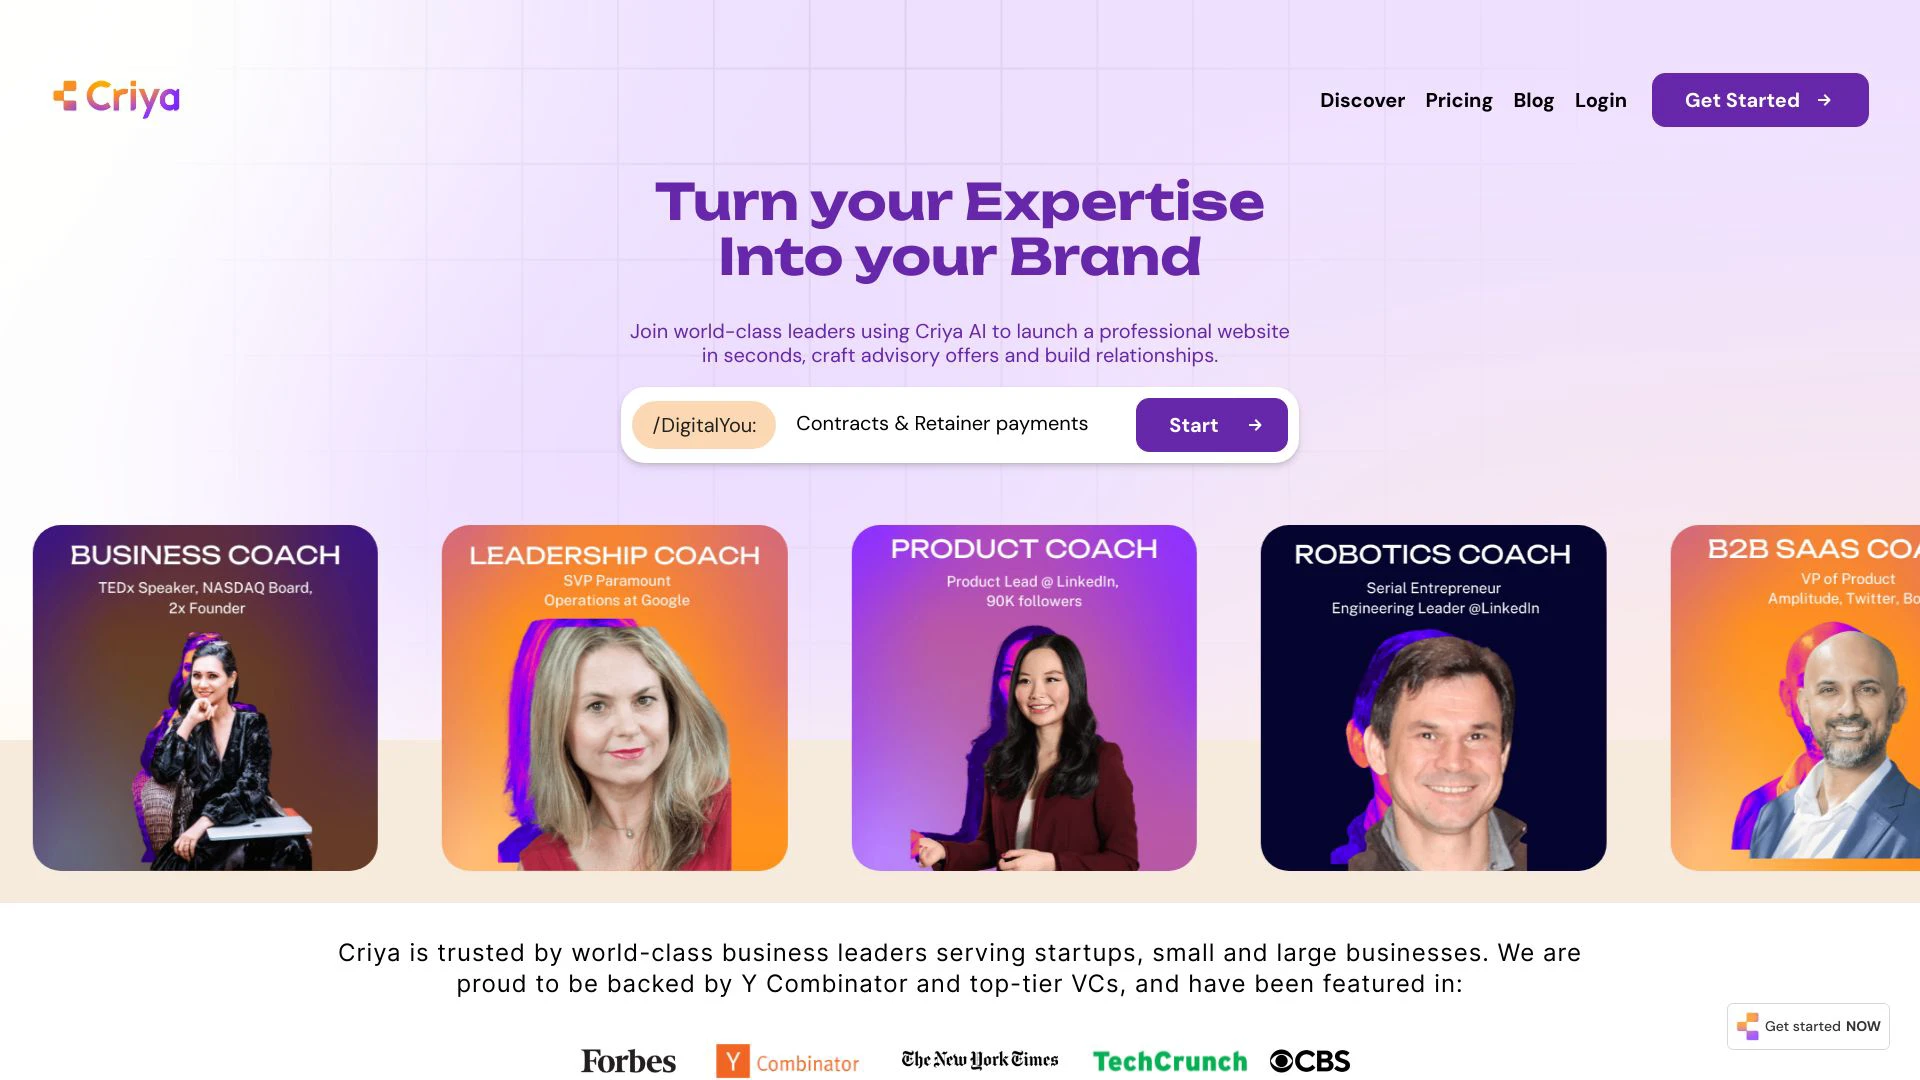 Criya
Discover Pricing Blog Login Get Started
Turn your Expertise
Into your Brand
Join world-class leaders using Criya AI to launch a professional website
in seconds, craft advisory offers and build relationships.
/DigitalYou: Contracts & Retainer payments Start
BUSINESS COACH
TEDx Speaker, NASDAQ Board,
2x Founder
LEADERSHIP COACH
SVP Paramount
Operations at Google
PRODUCT COACH
Product Lead @ LinkedIn,
90K followers
ROBOTICS COACH
Serial Entrepreneur
Engineering Leader @LinkedIn
B2B SAAS
VP of Product
Amplitude, Twitter,
Criya is trusted by world-class business leaders serving startups, small and large businesses. We are
proud to be backed by Y Combinator and top-tier VCs, and have been featured in:
Get started NOW
Forbes Y Combinator The New York Times TechCrunch CBS